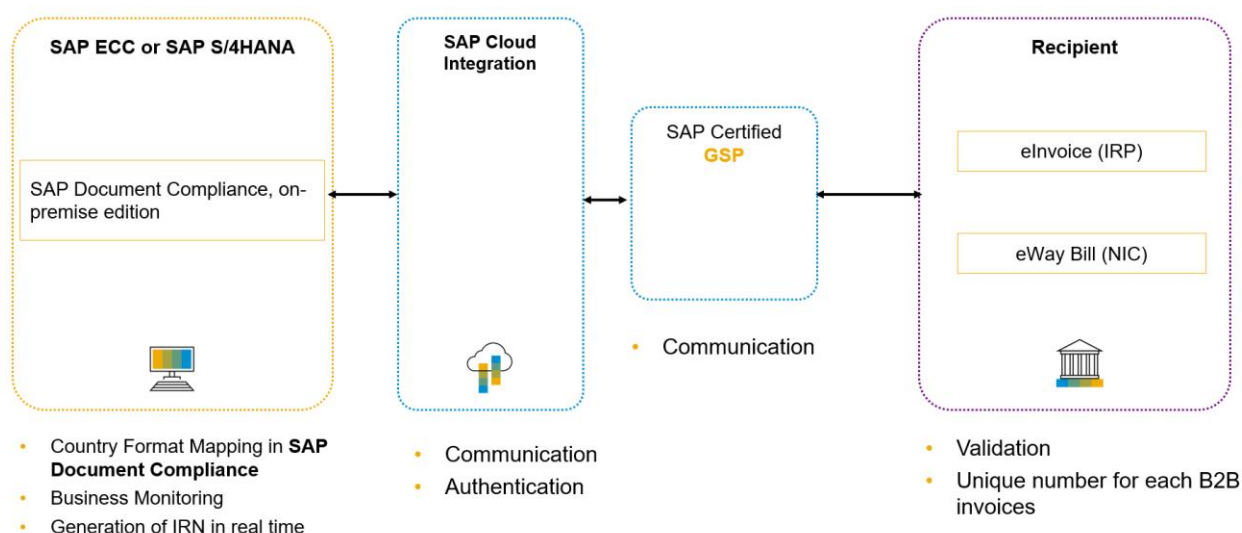 SAP ECC or SAP S/4HANA
SAP Document Compliance, on-
premise edition
• Country Format Mapping in SAP
Document Compliance
• Business Monitoring
• Generation of IRN in real time
SAP Cloud
Integration
• Communication
• Authentication
SAP Certified
GSP
• Communication
Recipient
eInvoice (IRP)
eWay Bill (NIC)
• Validation
• Unique number for each B2B
invoices